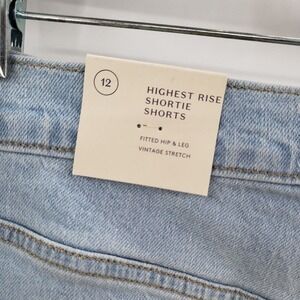 12
HIGHEST RISE
SHORTIE
SHORTS
FITTED HIP & LEG
VINTAGE STRETCH